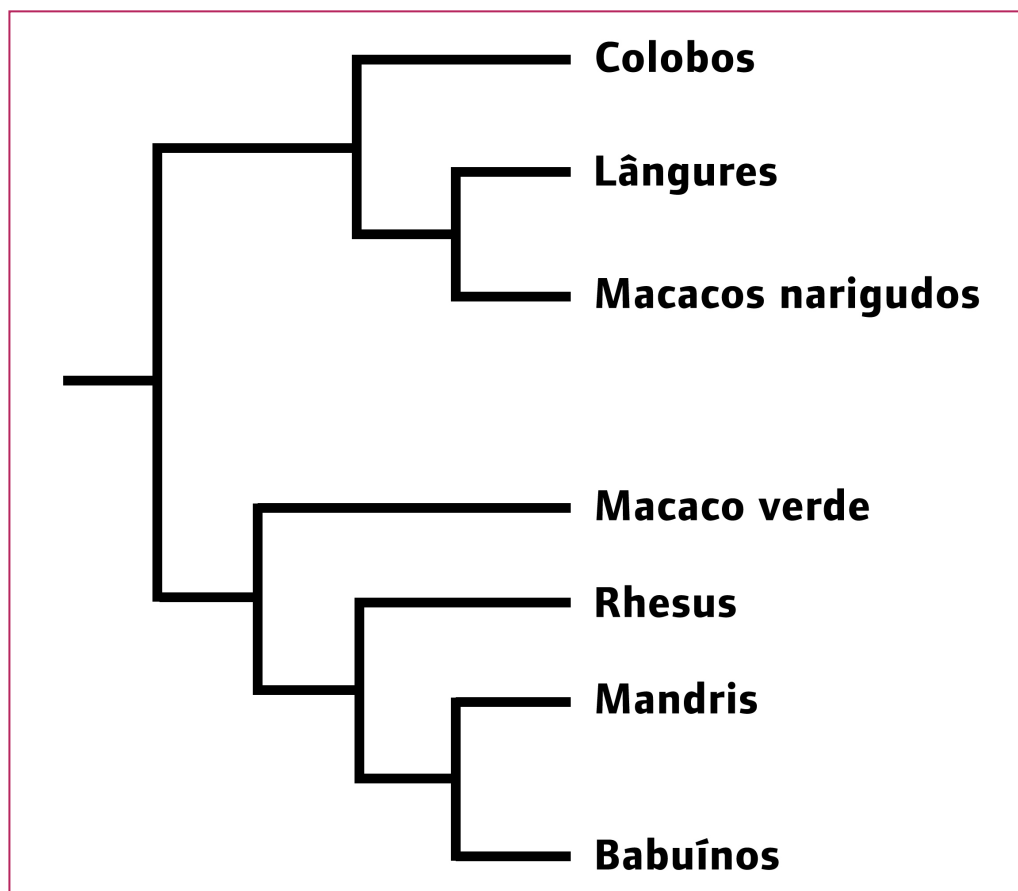 Colobos
Lângures
Macacos narigudos
Macaco verde
Rhesus
Mandris
Babuínos